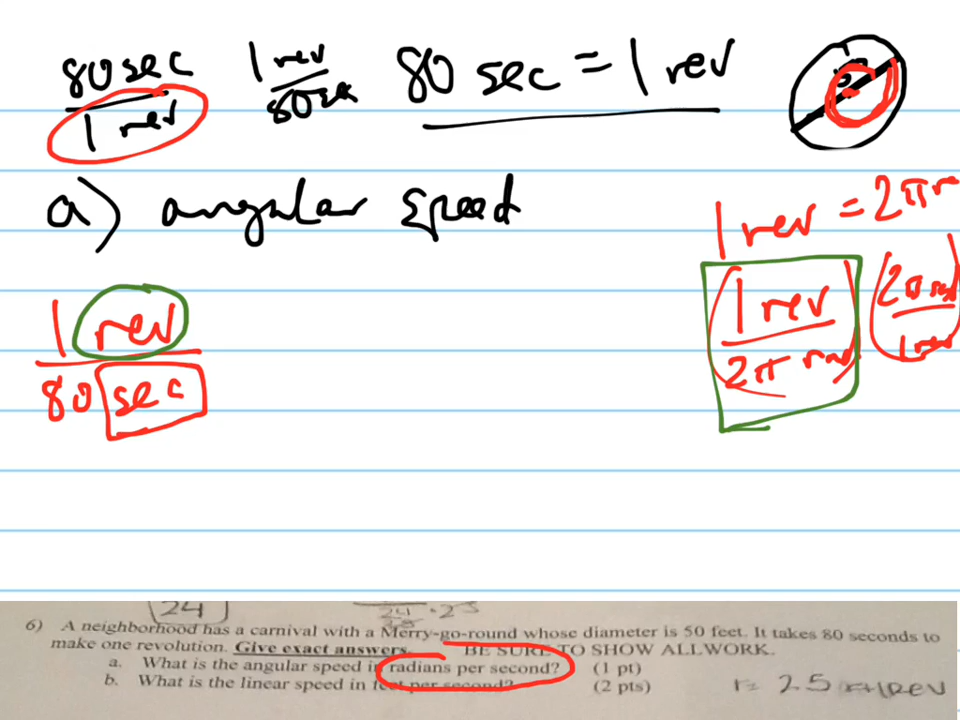 80 sec 1 rev 80 sec = 1 rev
1 rev 80 sec
a) angular speed
1 rev = 2π r
1 rev 1 rev 2π rad
80 sec 2π rad 1 rev
24 24 • 25
6) A neighborhood has a carnival with a Merry-go-round whose diameter is 50 feet. It takes 80 seconds to
make one revolution. Give exact answers. BE SURE TO SHOW ALL WORK.
a. What is the angular speed in radians per second? (1 pt)
b. What is the linear speed in feet per second? (2 pts) r = 25